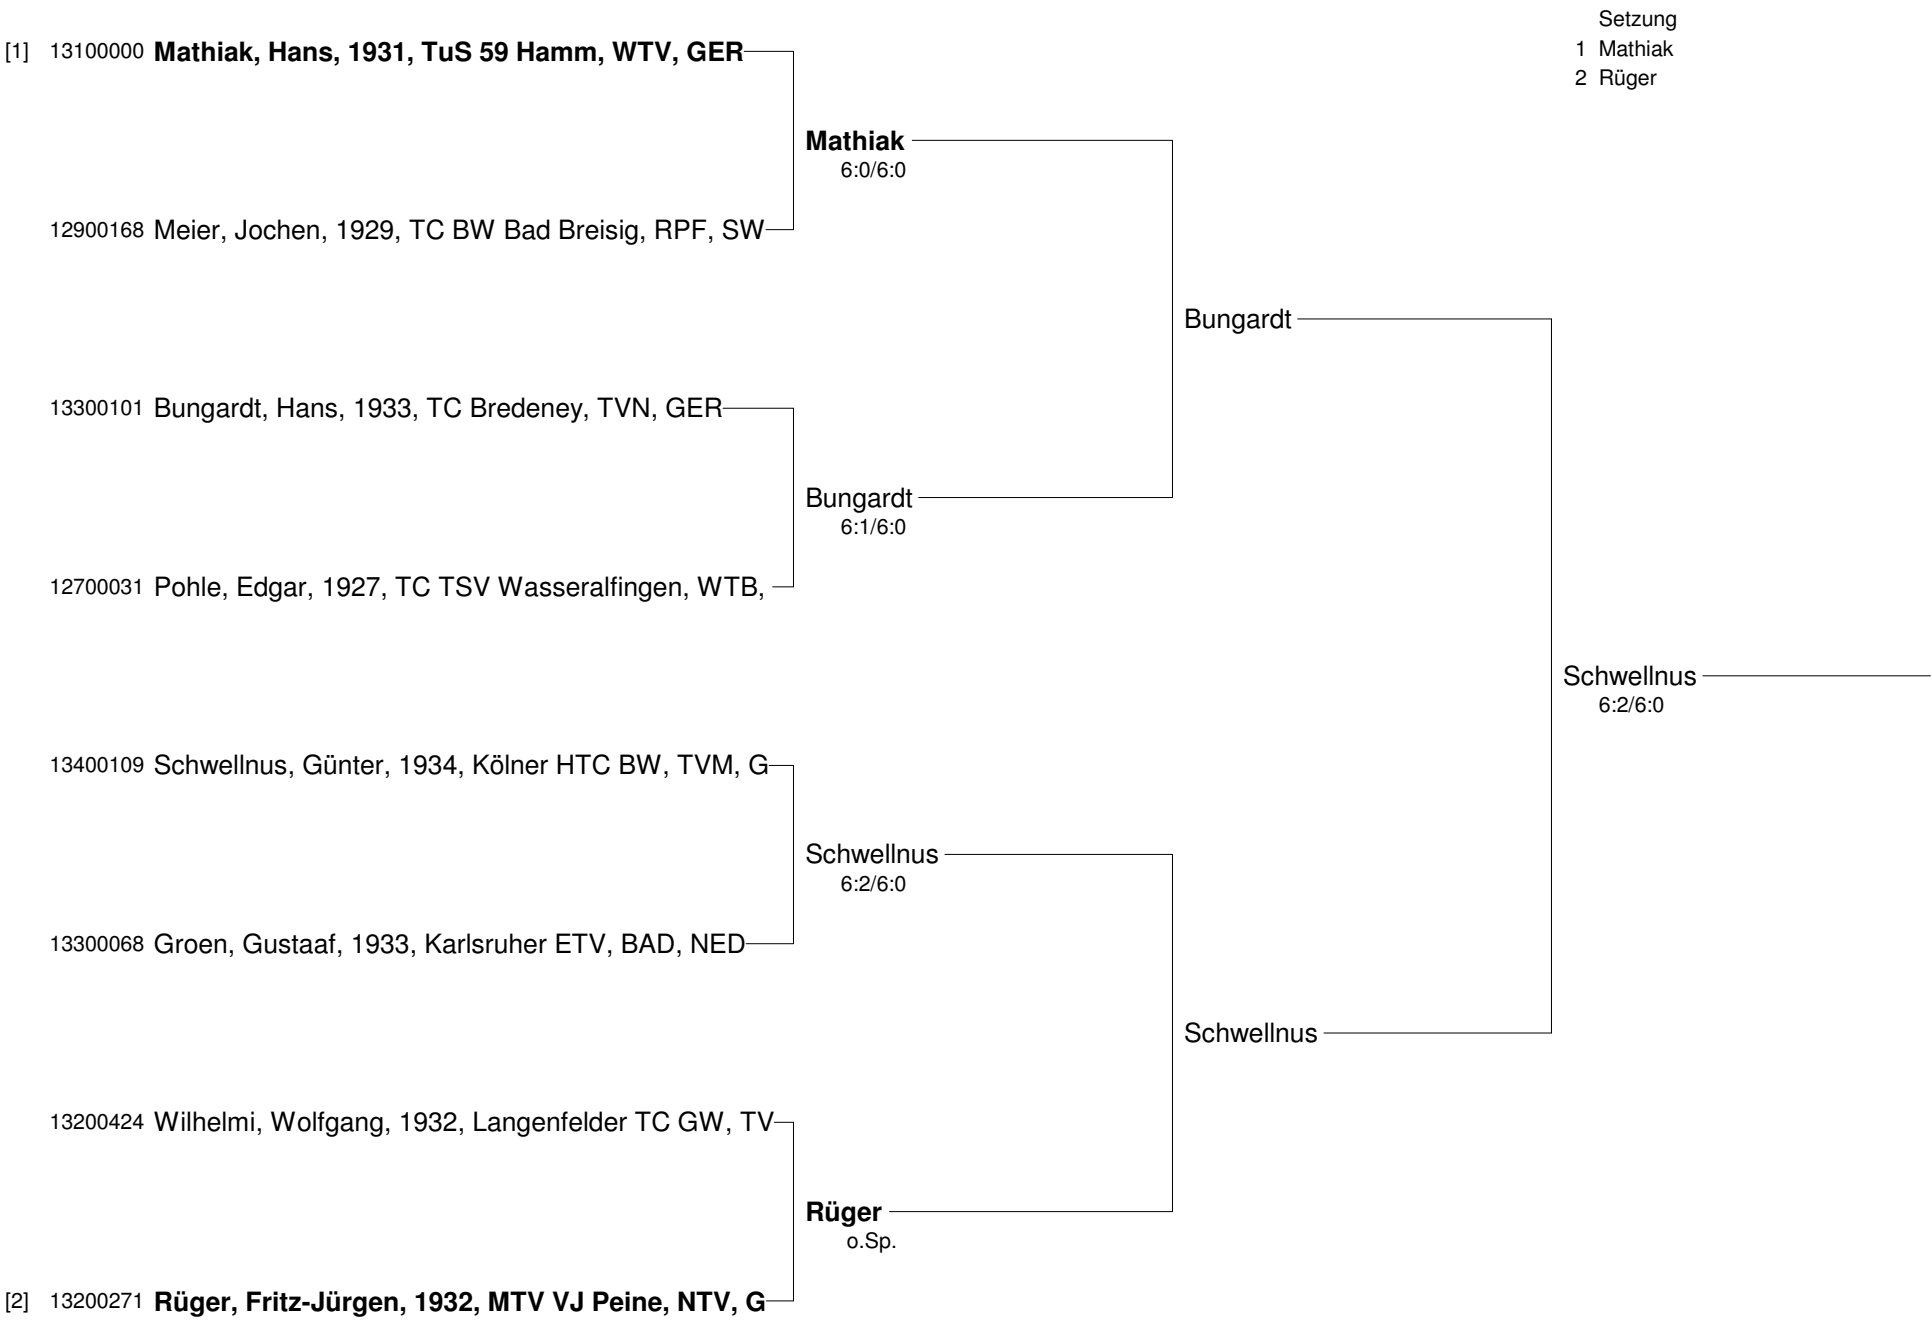 Setzung
1 Mathiak
2 Rüger
[1] 13100000 Mathiak, Hans, 1931, TuS 59 Hamm, WTV, GER
Mathiak
6:0/6:0
12900168 Meier, Jochen, 1929, TC BW Bad Breisig, RPF, SW
Bungardt
13300101 Bungardt, Hans, 1933, TC Bredeney, TVN, GER
Bungardt
6:1/6:0
12700031 Pohle, Edgar, 1927, TC TSV Wasseralfingen, WTB,
Schwellnus
6:2/6:0
13400109 Schwellnus, Günter, 1934, Kölner HTC BW, TVM, G
Schwellnus
6:2/6:0
13300068 Groen, Gustaaf, 1933, Karlsruher ETV, BAD, NED
Schwellnus
13200424 Wilhelmi, Wolfgang, 1932, Langenfelder TC GW, TV
Rüger
o.Sp.
[2] 13200271 Rüger, Fritz-Jürgen, 1932, MTV VJ Peine, NTV, G